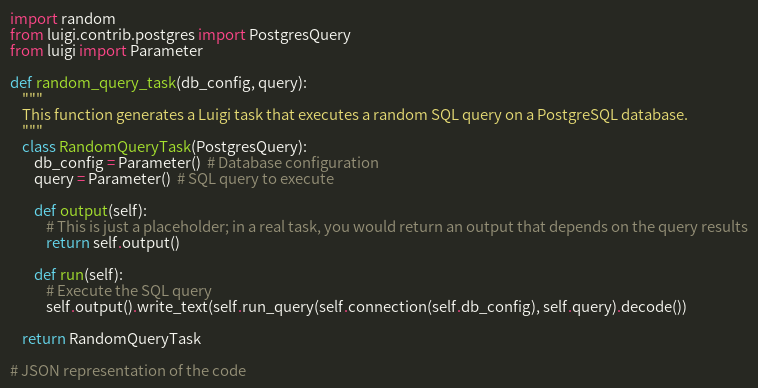 import random
from luigi.contrib.postgres import PostgresQuery
from luigi import Parameter

def random_query_task(db_config, query):
    """
    This function generates a Luigi task that executes a random SQL query on a PostgreSQL database.
    """
    class RandomQueryTask(PostgresQuery):
        db_config = Parameter()  # Database configuration
        query = Parameter()  # SQL query to execute

        def output(self):
            # This is just a placeholder; in a real task, you would return an output that depends on the query results
            return self.output()

        def run(self):
            # Execute the SQL query
            self.output().write_text(self.run_query(self.connection(self.db_config), self.query).decode())

    return RandomQueryTask

# JSON representation of the code